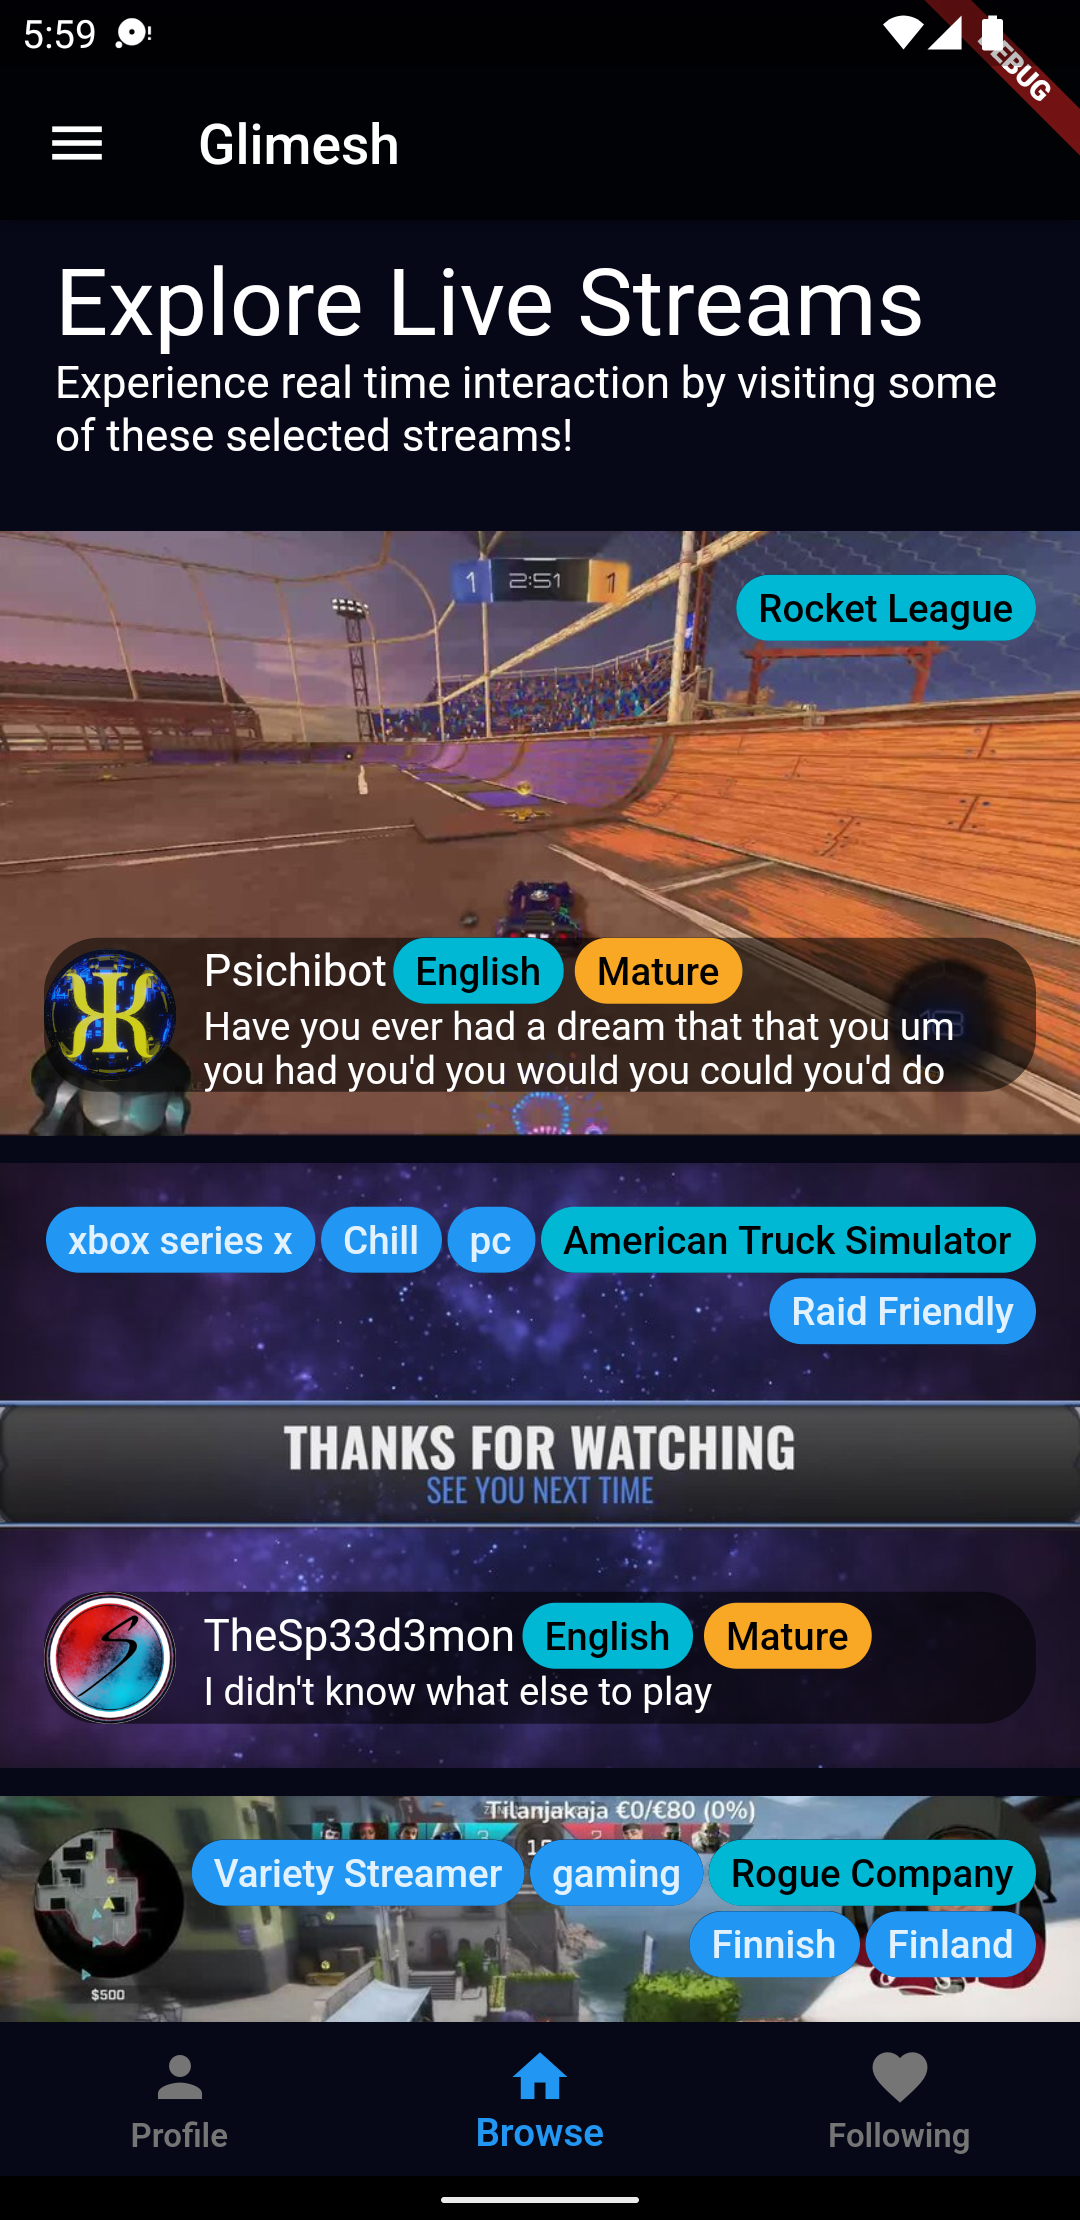 5:59
DEBUG
Glimesh
Explore Live Streams
Experience real time interaction by visiting some
of these selected streams!
1 2:51 1
Rocket League
Psichibot English Mature
Have you ever had a dream that that you um
you had you'd you would you could you'd do
xbox series x Chill pc American Truck Simulator
Raid Friendly
THANKS FOR WATCHING
SEE YOU NEXT TIME
TheSp33d3mon English Mature
I didn't know what else to play
Tilanjakaja €0/€80 (0%)
Variety Streamer gaming Rogue Company
Finnish Finland
$500
Profile Browse Following